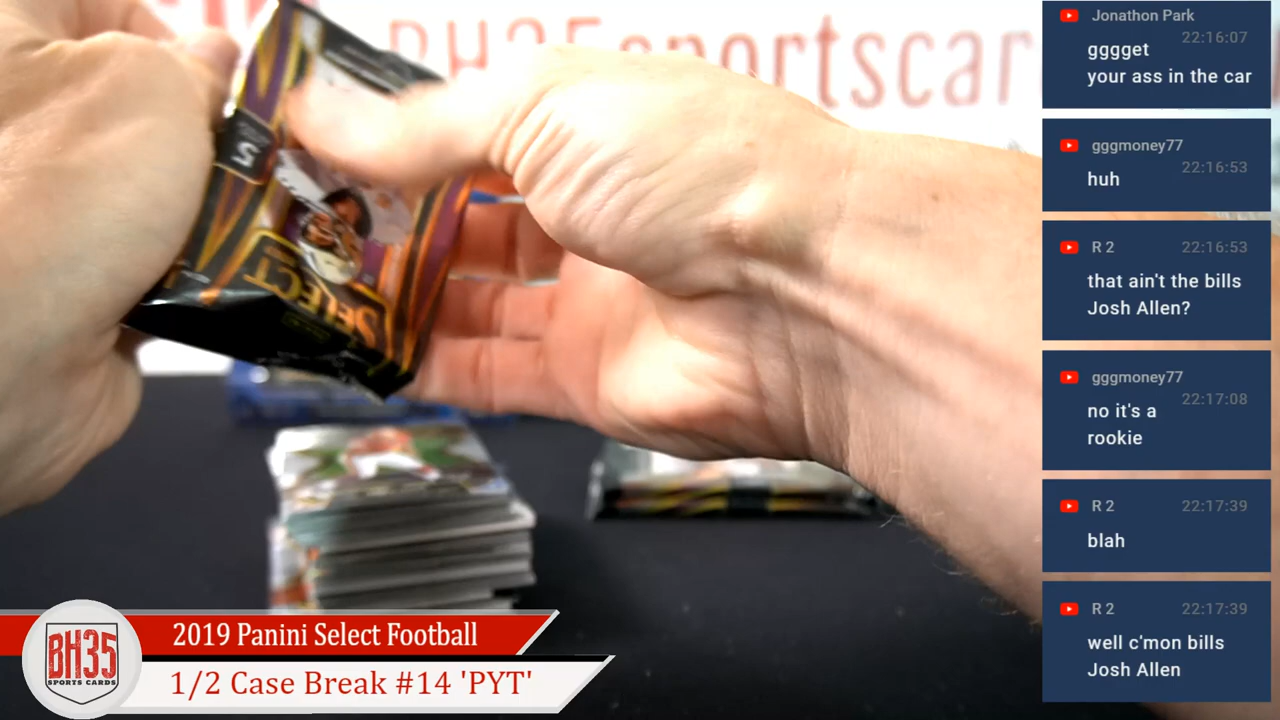 BH35sportscar
5
SELECT
Jonathon Park
22:16:07
gggget
your ass in the car
gggmoney77
22:16:53
huh
R 2
22:16:53
that ain't the bills
Josh Allen?
gggmoney77
22:17:08
no it's a
rookie
R 2
22:17:39
blah
R 2
22:17:39
well c'mon bills
Josh Allen
BH35
SPORTS CARDS
2019 Panini Select Football
1/2 Case Break #14 'PYT'